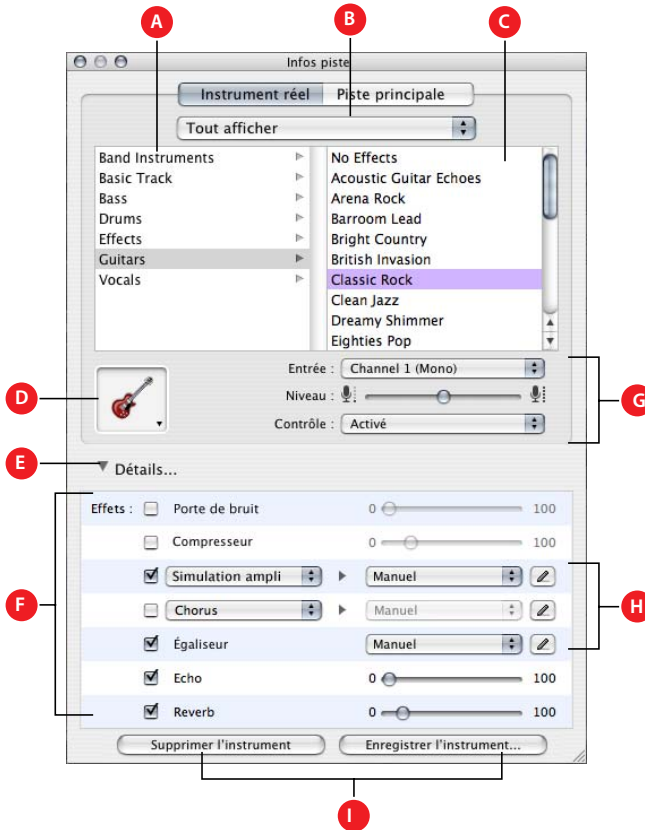 A B C
Infos piste
Instrument réel Piste principale
Tout afficher
Band Instruments No Effects
Basic Track Acoustic Guitar Echoes
Bass Arena Rock
Drums Barroom Lead
Effects Bright Country
Guitars British Invasion
Vocals Classic Rock
Clean Jazz
Dreamy Shimmer
Eighties Pop
Entrée : Channel 1 (Mono)
D Niveau : G
Contrôle : Activé
E Détails...
Effets : Porte de bruit 0 100
Compresseur 0 100
Simulation ampli Manuel
F Chorus Manuel H
Égaliseur Manuel
Echo 0 100
Reverb 0 100
Supprimer l'instrument Enregistrer l'instrument...
I